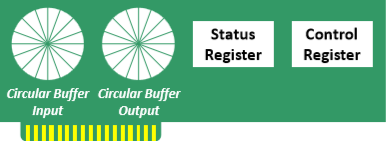 Status
Register
Control
Register
Circular Buffer
Input
Circular Buffer
Output